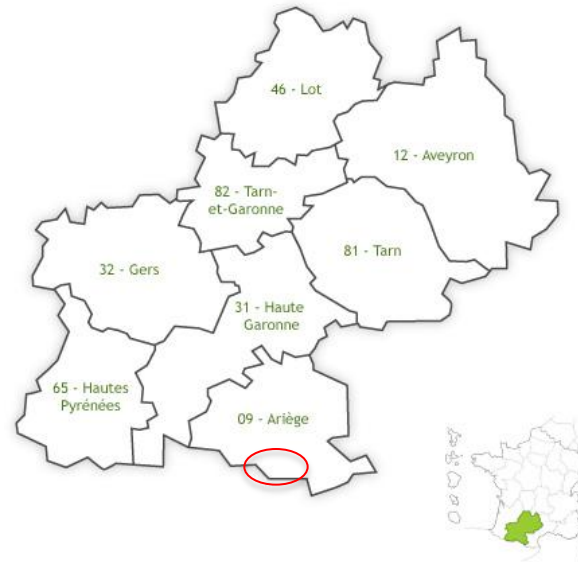 46 - Lot
12 - Aveyron
82 - Tarn-
et-Garonne
81 - Tarn
32 - Gers
31 - Haute
Garonne
65 - Hautes
Pyrénées
09 - Ariège